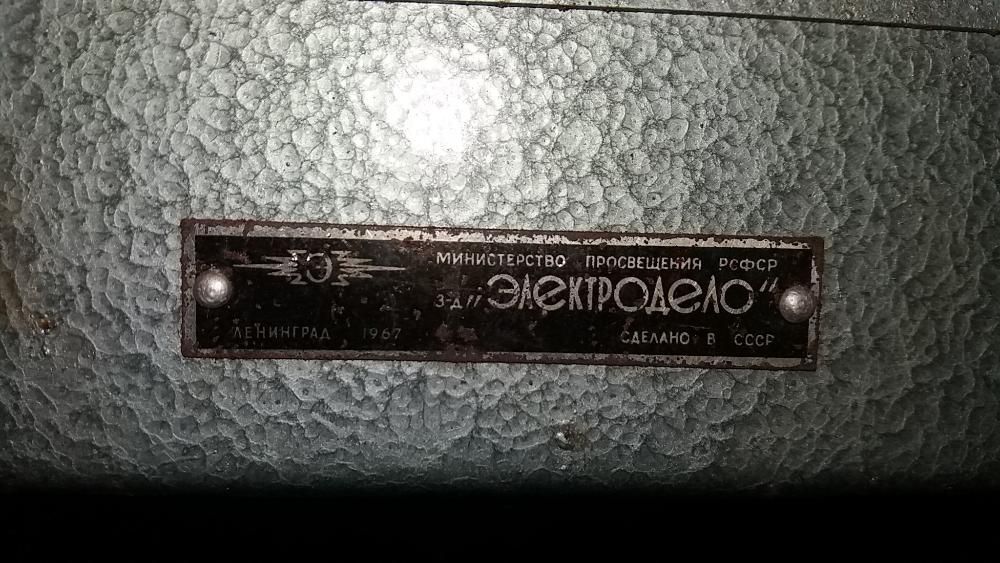 Э
МИНИСТЕРСТВО ПРОСВЕЩЕНИЯ РСФСР
З-Д "ЭЛЕКТРОДЕЛО"
ЛЕНИНГРАД 1967
СДЕЛАНО В СССР